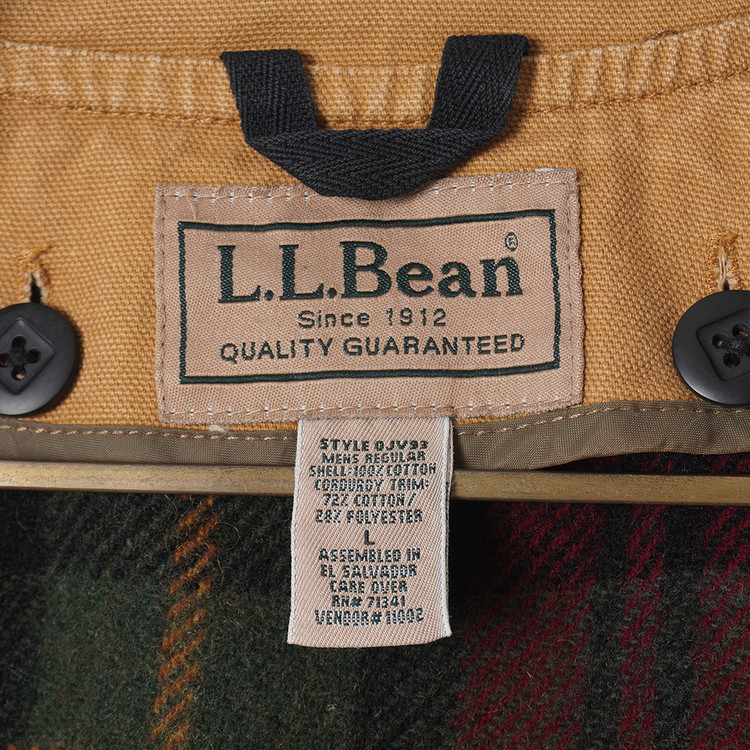 L.L.Bean®
Since 1912
QUALITY GUARANTEED
STYLE 0JV93
MENS REGULAR
SHELL:100% COTTON
CORDUROY TRIM:
72% COTTON/
28% POLYESTER
L
ASSEMBLED IN
EL SALVADOR
CARE OVER
RN# 71341
VENDOR# 11002